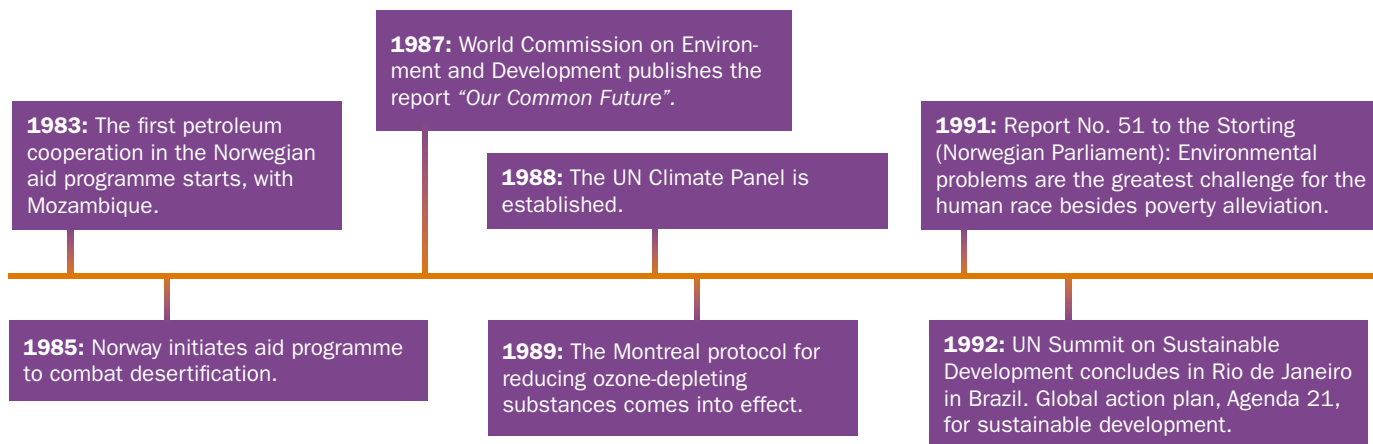 1983: The first petroleum
cooperation in the Norwegian
aid programme starts, with
Mozambique.
1985: Norway initiates aid programme
to combat desertification.
1987: World Commission on Environ-
ment and Development publishes the
report “Our Common Future”.
1988: The UN Climate Panel is
established.
1989: The Montreal protocol for
reducing ozone-depleting
substances comes into effect.
1991: Report No. 51 to the Storting
(Norwegian Parliament): Environmental
problems are the greatest challenge for the
human race besides poverty alleviation.
1992: UN Summit on Sustainable
Development concludes in Rio de Janeiro
in Brazil. Global action plan, Agenda 21,
for sustainable development.